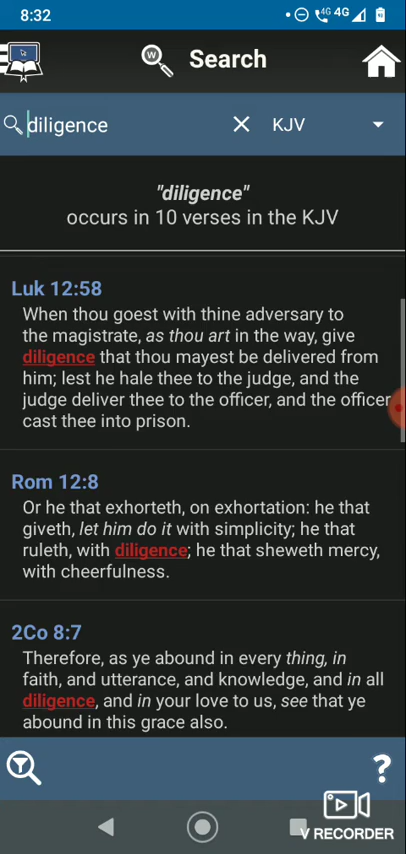 8:32
4G 4G
W
Search
diligence
KJV
"diligence"
occurs in 10 verses in the KJV
Luk 12:58
When thou goest with thine adversary to
the magistrate, as thou art in the way, give
diligence that thou mayest be delivered from
him; lest he hale thee to the judge, and the
judge deliver thee to the officer, and the officer
cast thee into prison.
Rom 12:8
Or he that exhorteth, on exhortation: he that
giveth, let him do it with simplicity; he that
ruleth, with diligence; he that sheweth mercy,
with cheerfulness.
2Co 8:7
Therefore, as ye abound in every thing, in
faith, and utterance, and knowledge, and in all
diligence, and in your love to us, see that ye
abound in this grace also.
?
V RECORDER